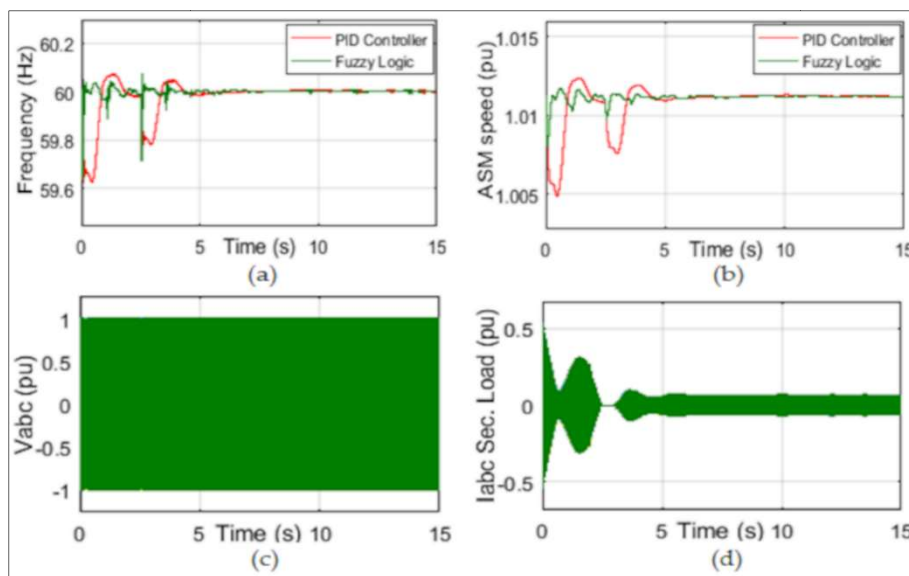 60.2
60
59.8
59.6
Frequency (Hz)
PID Controller
Fuzzy Logic
0 5 10 15
Time (s)
(a)
1.015
1.01
1.005
ASM speed (pu)
PID Controller
Fuzzy Logic
0 5 10 15
Time (s)
(b)
1
0.5
0
-0.5
-1
Vabc (pu)
0 5 10 15
Time (s)
(c)
0.5
0
-0.5
Iabc Sec. Load (pu)
0 5 10 15
Time (s)
(d)